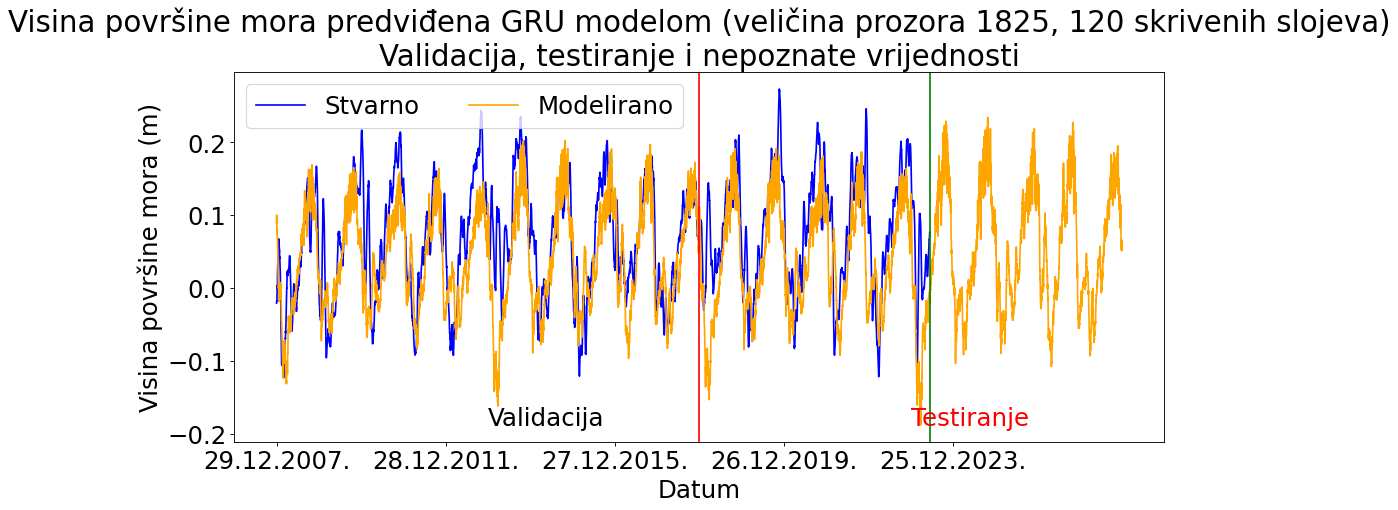 Visina površine mora predviđena GRU modelom (veličina prozora 1825, 120 skrivenih slojeva)
Validacija, testiranje i nepoznate vrijednosti
Stvarno
Modelirano
Visina površine mora (m)
0.2
0.1
0.0
−0.1
−0.2
Validacija
Testiranje
29.12.2007.
28.12.2011.
27.12.2015.
26.12.2019.
25.12.2023.
Datum